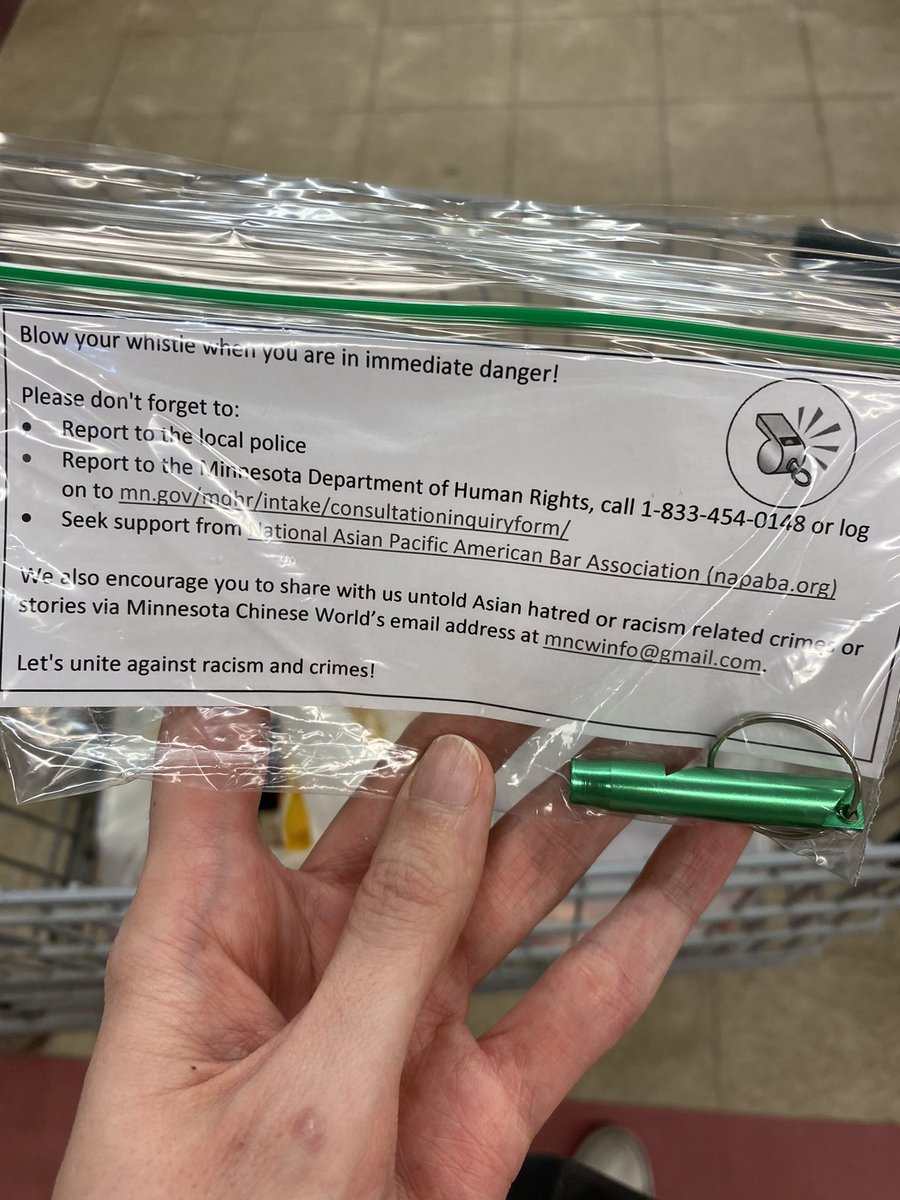 Blow your whistle when you are in immediate danger!
Please don't forget to:
• Report to the local police
• Report to the Minnesota Department of Human Rights, call 1-833-454-0148 or log
on to mn.gov/mdhr/intake/consultationinquiryform/
• Seek support from National Asian Pacific American Bar Association (napaba.org)
We also encourage you to share with us untold Asian hatred or racism related crimes or
stories via Minnesota Chinese World's email address at mncwinfo@gmail.com.
Let's unite against racism and crimes!